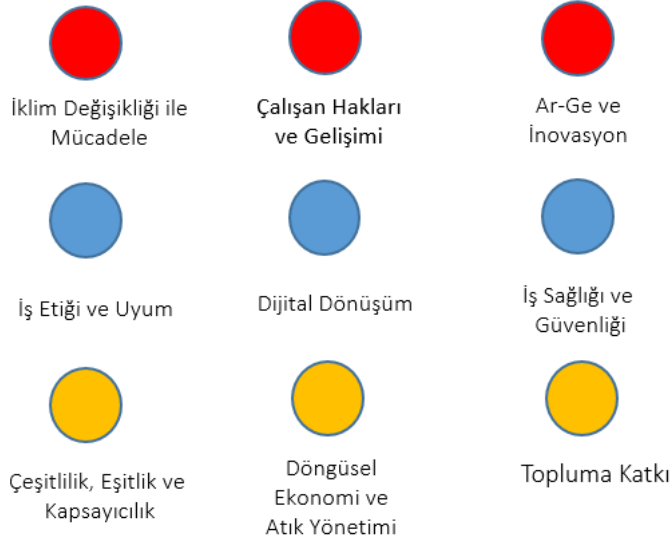 İklim Değişikliği ile
Mücadele
Çalışan Hakları
ve Gelişimi
Ar-Ge ve
İnovasyon
İş Etiği ve Uyum
Dijital Dönüşüm
İş Sağlığı ve
Güvenliği
Çeşitlilik, Eşitlik ve
Kapsayıcılık
Döngüsel
Ekonomi ve
Atık Yönetimi
Topluma Katkı